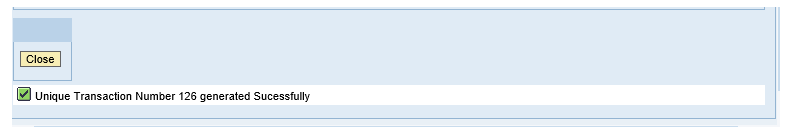 Close
Unique Transaction Number 126 generated Sucessfully